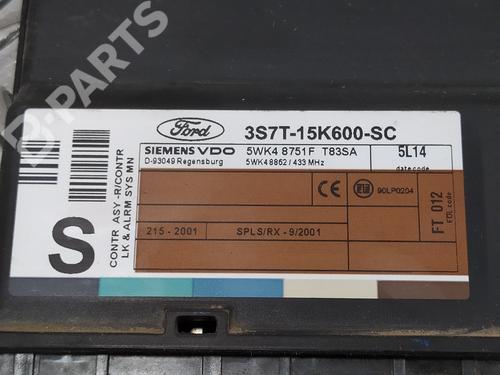 B-PARTS
Ford
3S7T-15K600-SC
SIEMENS VDO
D-93049 Regensburg
5WK4 8751F T83SA
5WK4 8862 / 433 MHz
5L14
date code
S
CONTR ASY -R/CONTR
LK & ALRM SYS MN
CE
90LP0204
FT 012
EOL code
215 - 2001
SPLS/RX - 9/2001